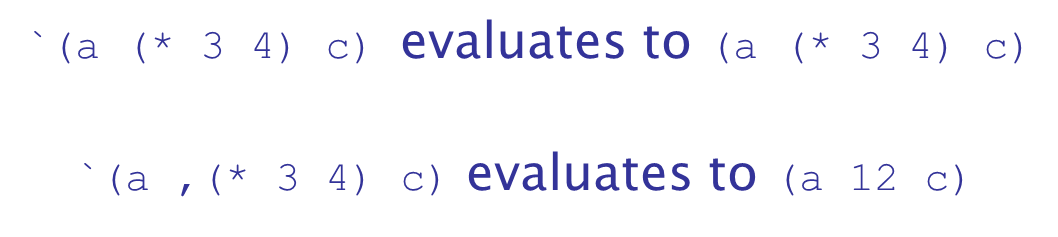 `(a (* 3 4) c) evaluates to (a (* 3 4) c)
`(a ,(* 3 4) c) evaluates to (a 12 c)